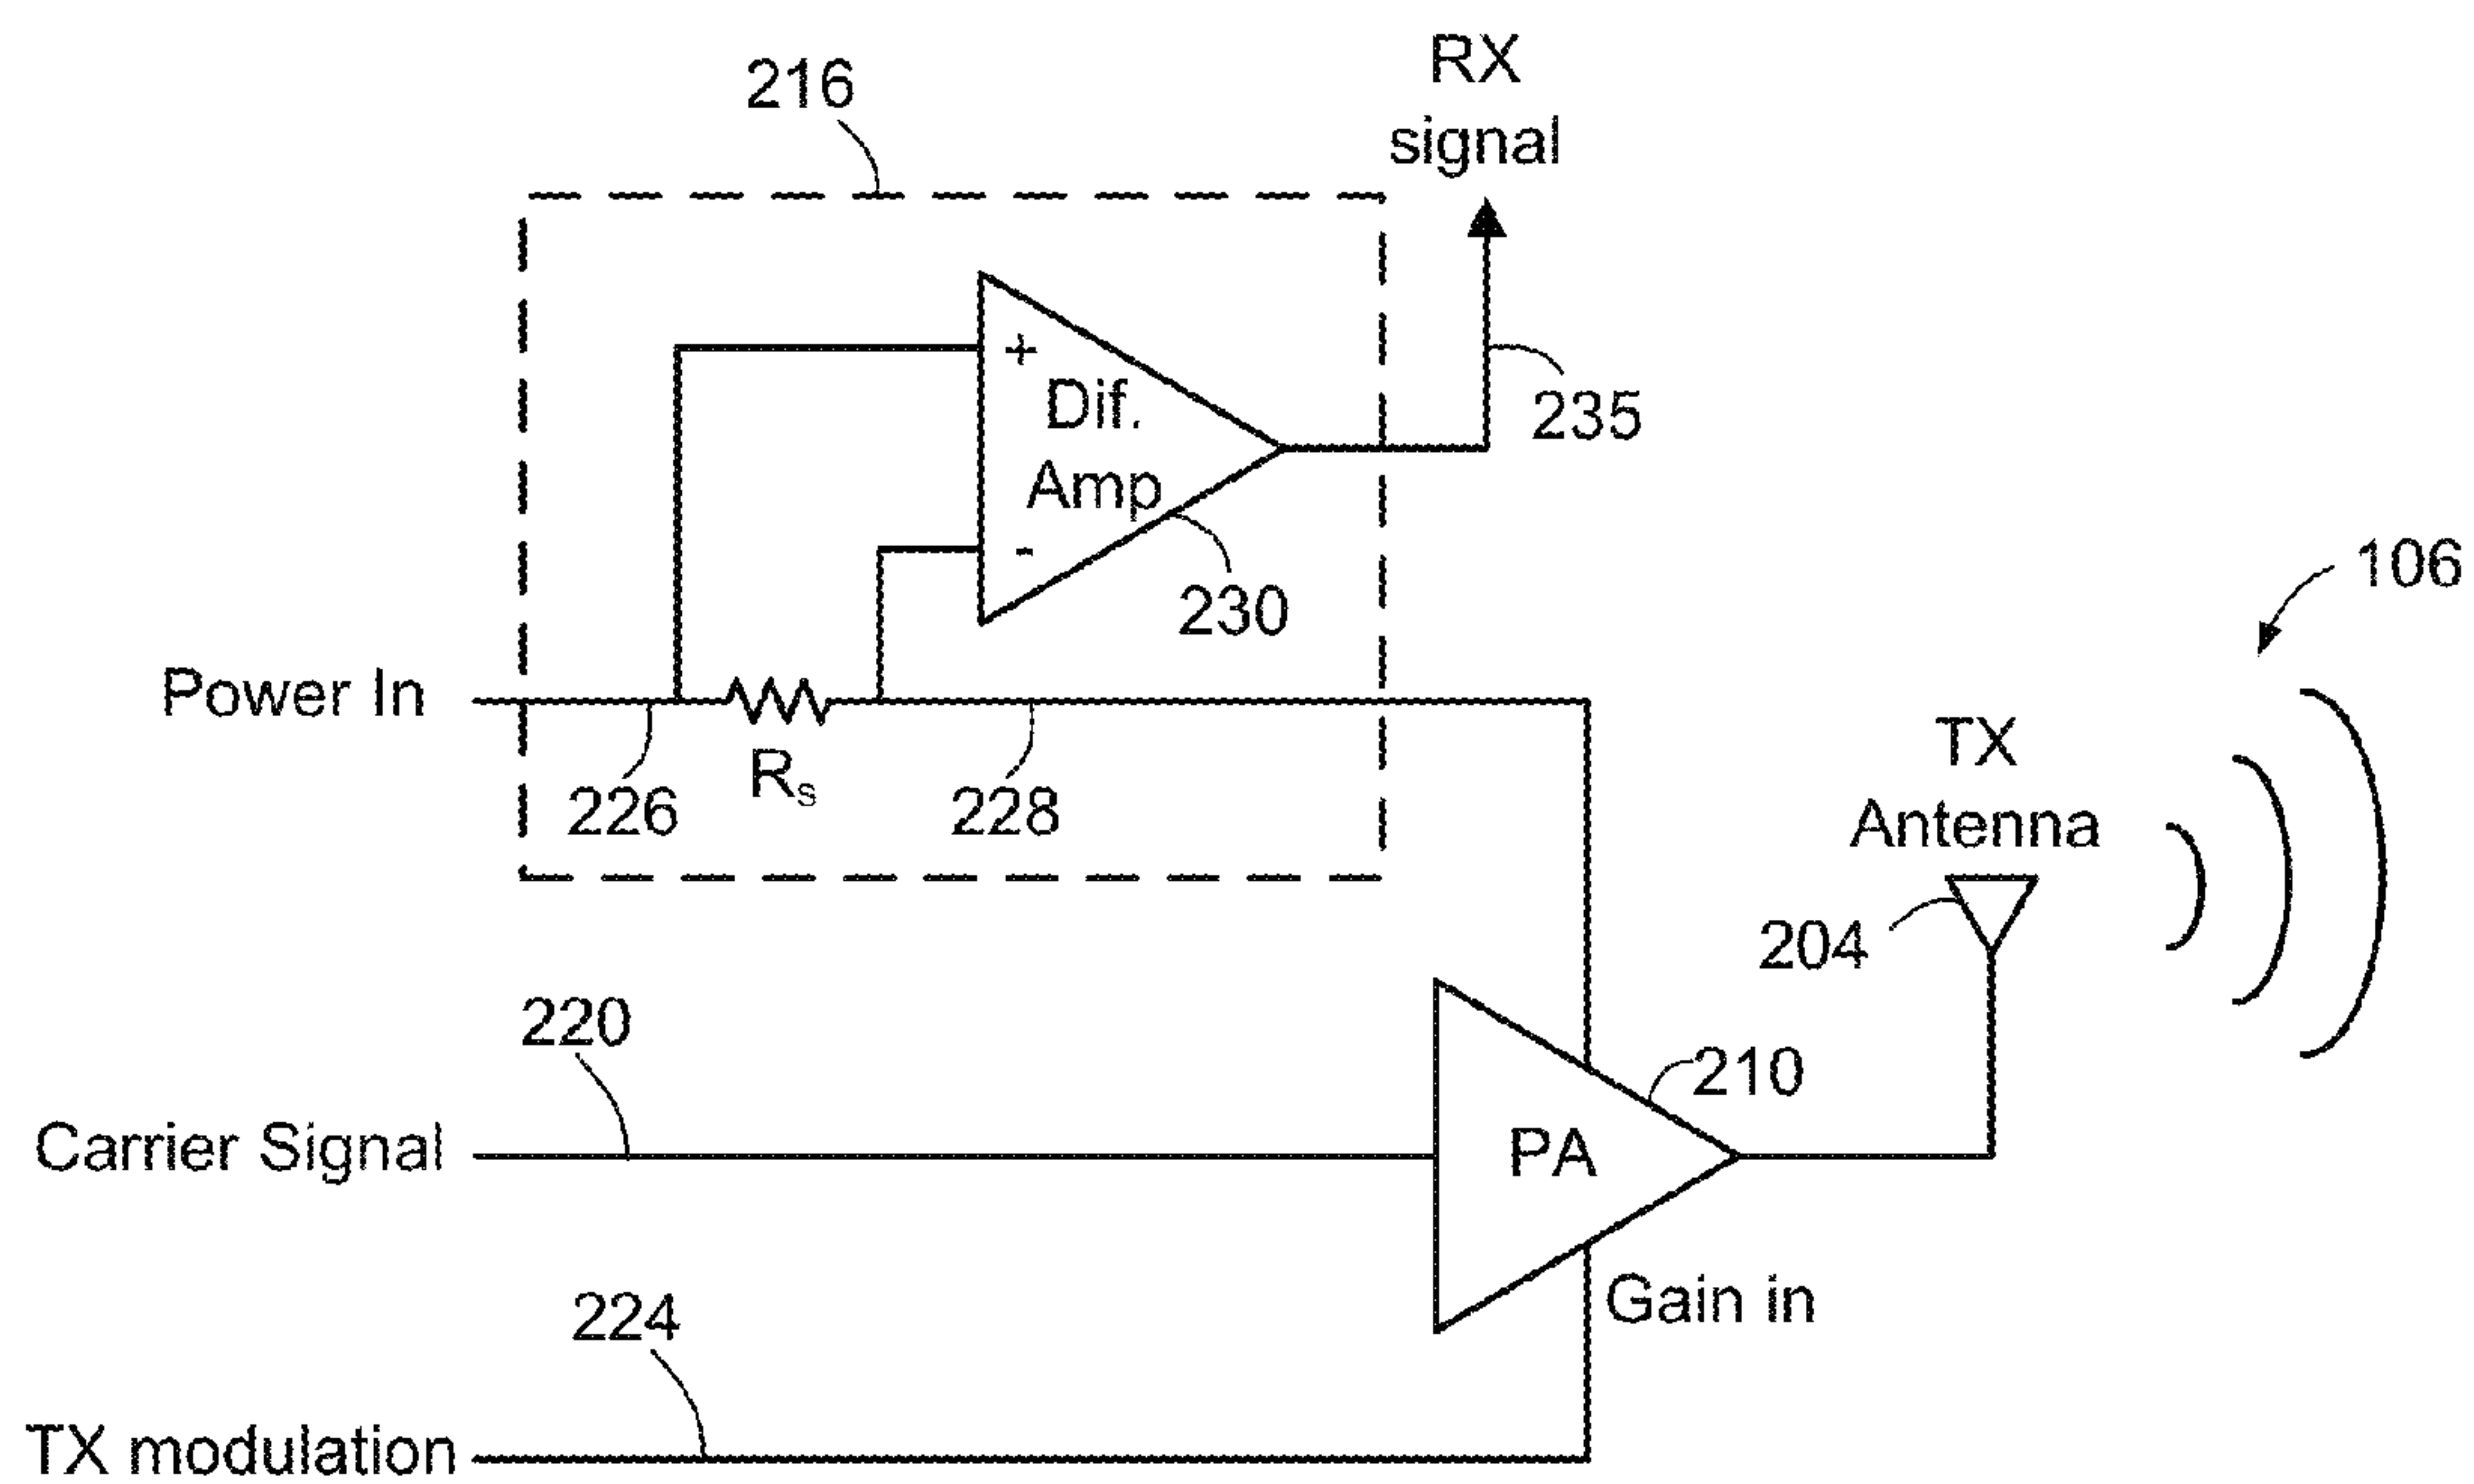 RX
signal
216
+
Dif.
Amp
-
235
230
106
Power In
Rs
226
228
TX
Antenna
204
220
210
Carrier Signal
PA
Gain in
224
TX modulation